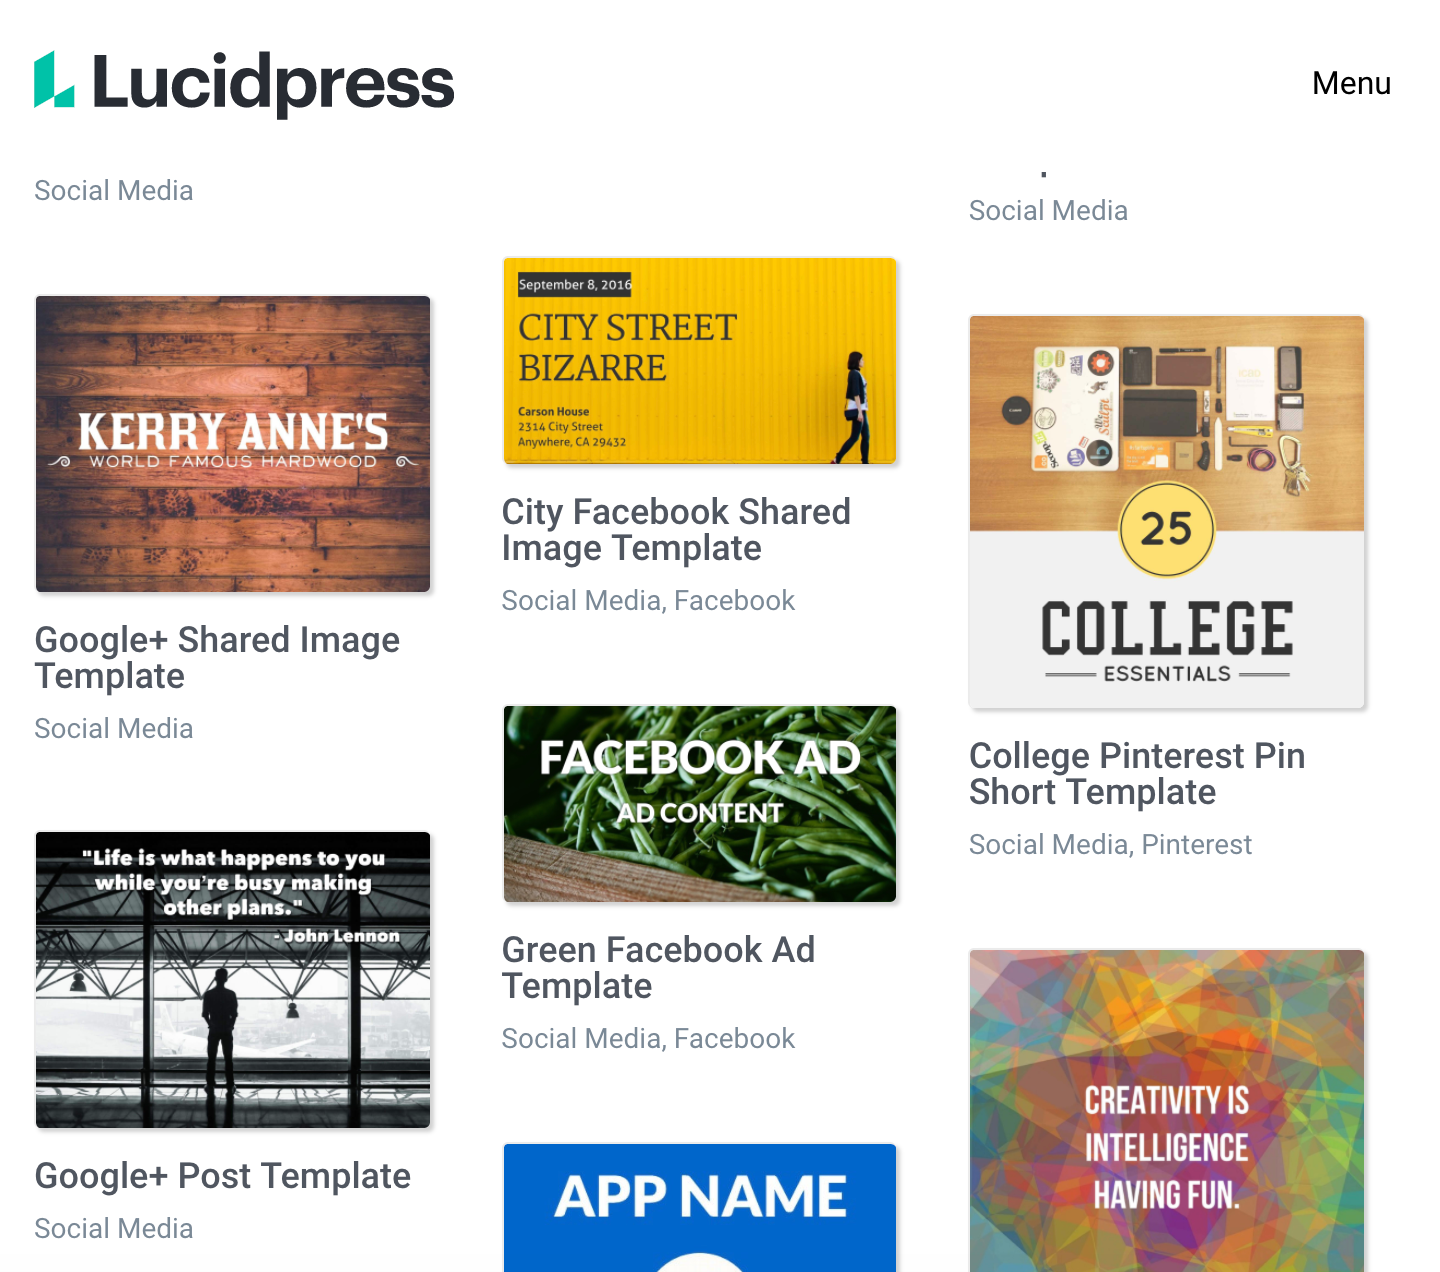 Lucidpress
Menu
Social Media
KERRY ANNE'S
WORLD FAMOUS HARDWOOD
Google+ Shared Image
Template
Social Media
"Life is what happens to you
while you're busy making
other plans."
- John Lennon
Google+ Post Template
Social Media
September 8, 2016
CITY STREET
BIZARRE
Carson House
2314 City Street
Anywhere, CA 29432
City Facebook Shared
Image Template
Social Media, Facebook
FACEBOOK AD
AD CONTENT
Green Facebook Ad
Template
Social Media, Facebook
APP NAME
Social Media
25
COLLEGE
ESSENTIALS
College Pinterest Pin
Short Template
Social Media, Pinterest
CREATIVITY IS
INTELLIGENCE
HAVING FUN.